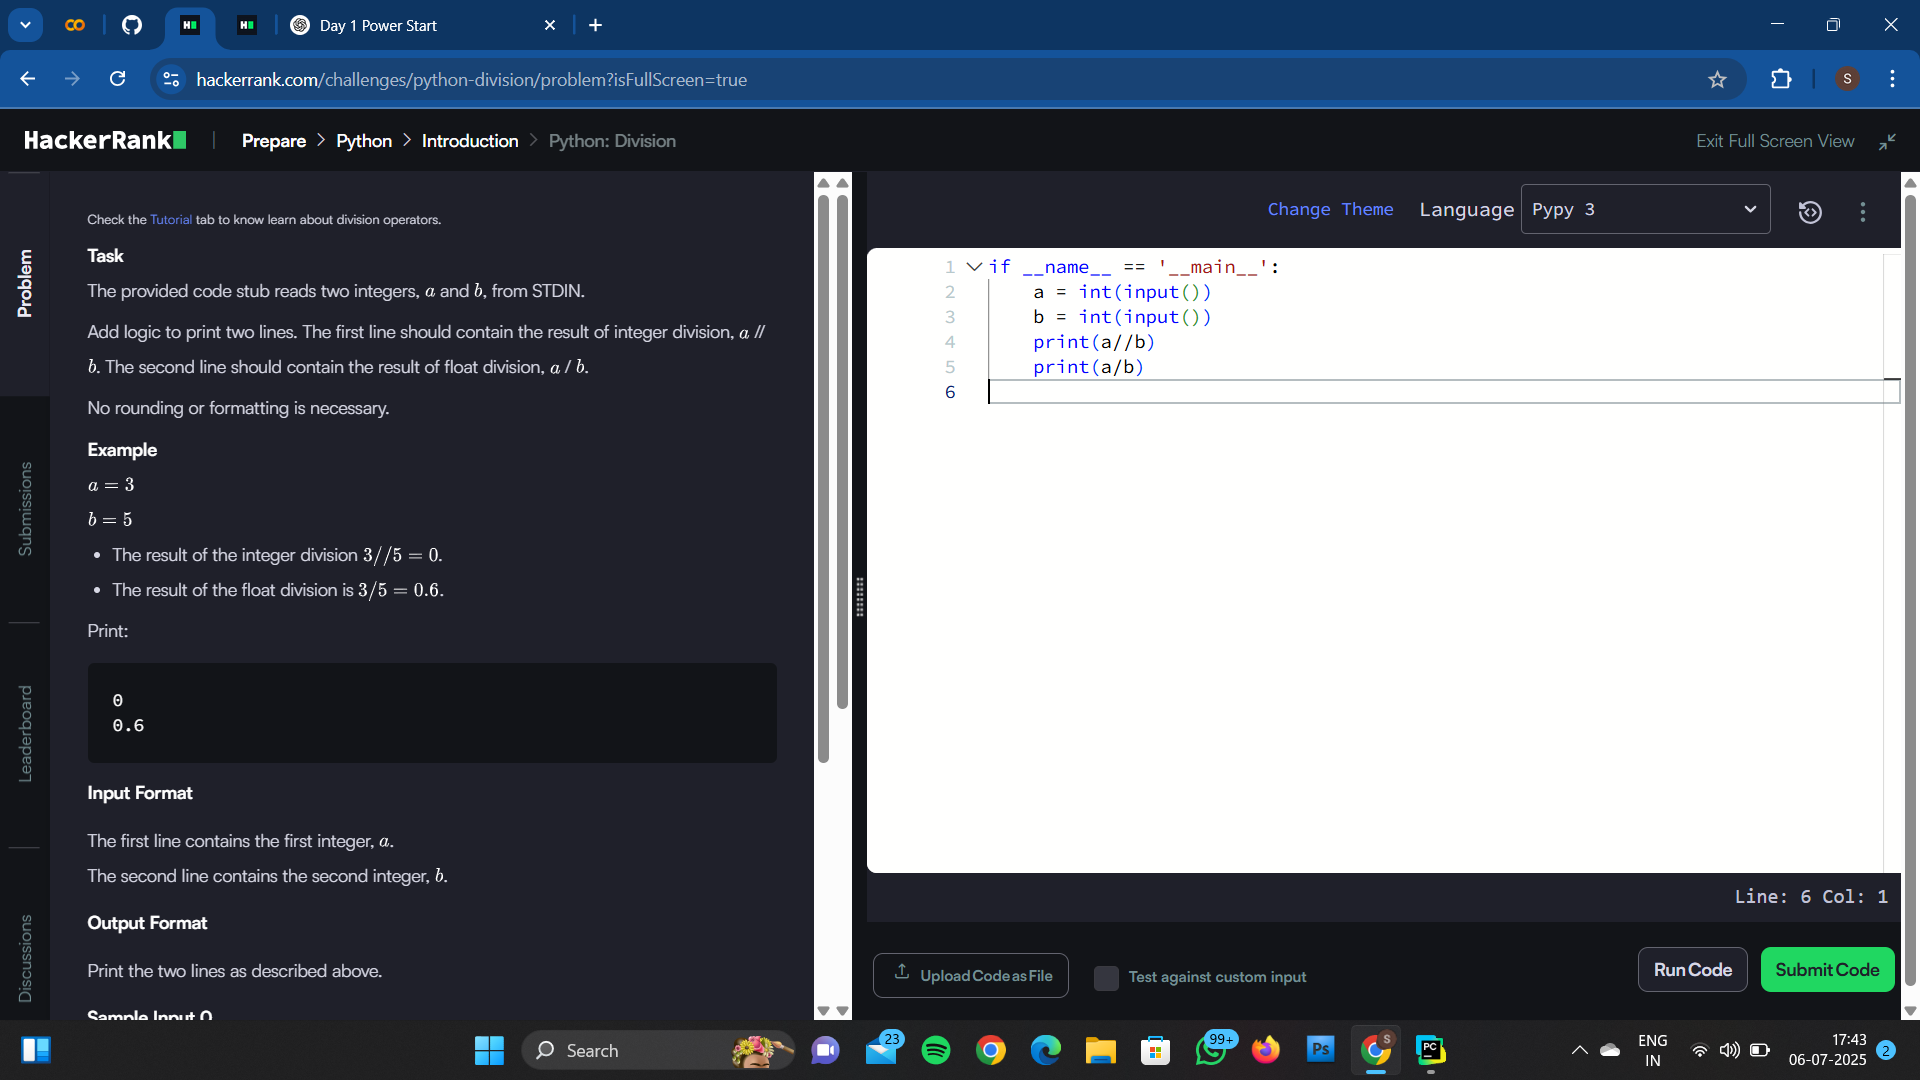 Day 1 Power Start
hackerrank.com/challenges/python-division/problem?isFullScreen=true
S
HackerRank
Prepare > Python > Introduction > Python: Division
Exit Full Screen View
Problem
Submissions
Leaderboard
Discussions
Check the Tutorial tab to know learn about division operators.
Task
The provided code stub reads two integers, a and b, from STDIN.
Add logic to print two lines. The first line should contain the result of integer division, a //
b. The second line should contain the result of float division, a / b.
No rounding or formatting is necessary.
Example
a = 3
b = 5
• The result of the integer division 3//5 = 0.
• The result of the float division is 3/5 = 0.6.
Print:
0
0.6
Input Format
The first line contains the first integer, a.
The second line contains the second integer, b.
Output Format
Print the two lines as described above.
Sample Input 0
Change Theme Language Pypy 3
1 if __name__ == '__main__':
2 a = int(input())
3 b = int(input())
4 print(a//b)
5 print(a/b)
6
Line: 6 Col: 1
Upload Code as File
Test against custom input
Run Code
Submit Code
Search
23
99+
Ps
S
PC
ENG
IN
17:43
06-07-2025
2